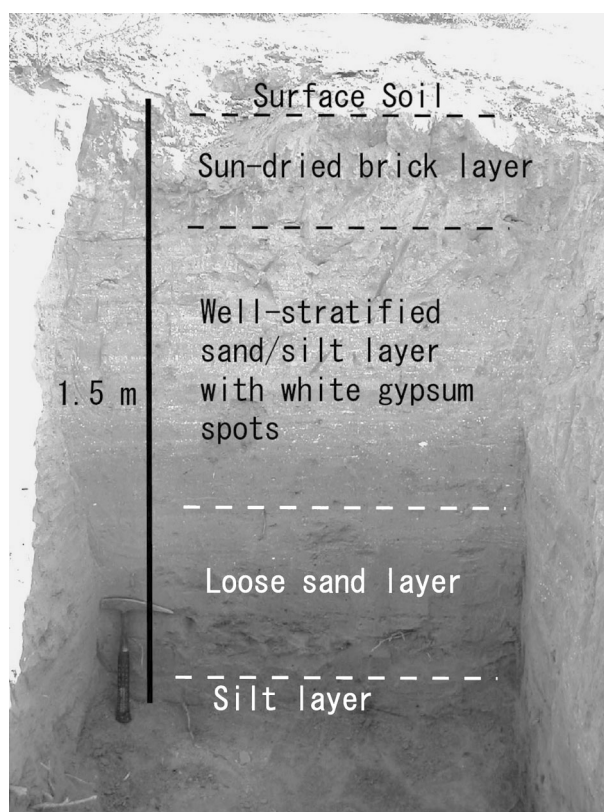 Surface Soil
Sun-dried brick layer
Well-stratified
sand/silt layer
with white gypsum
spots
1.5 m
Loose sand layer
Silt layer